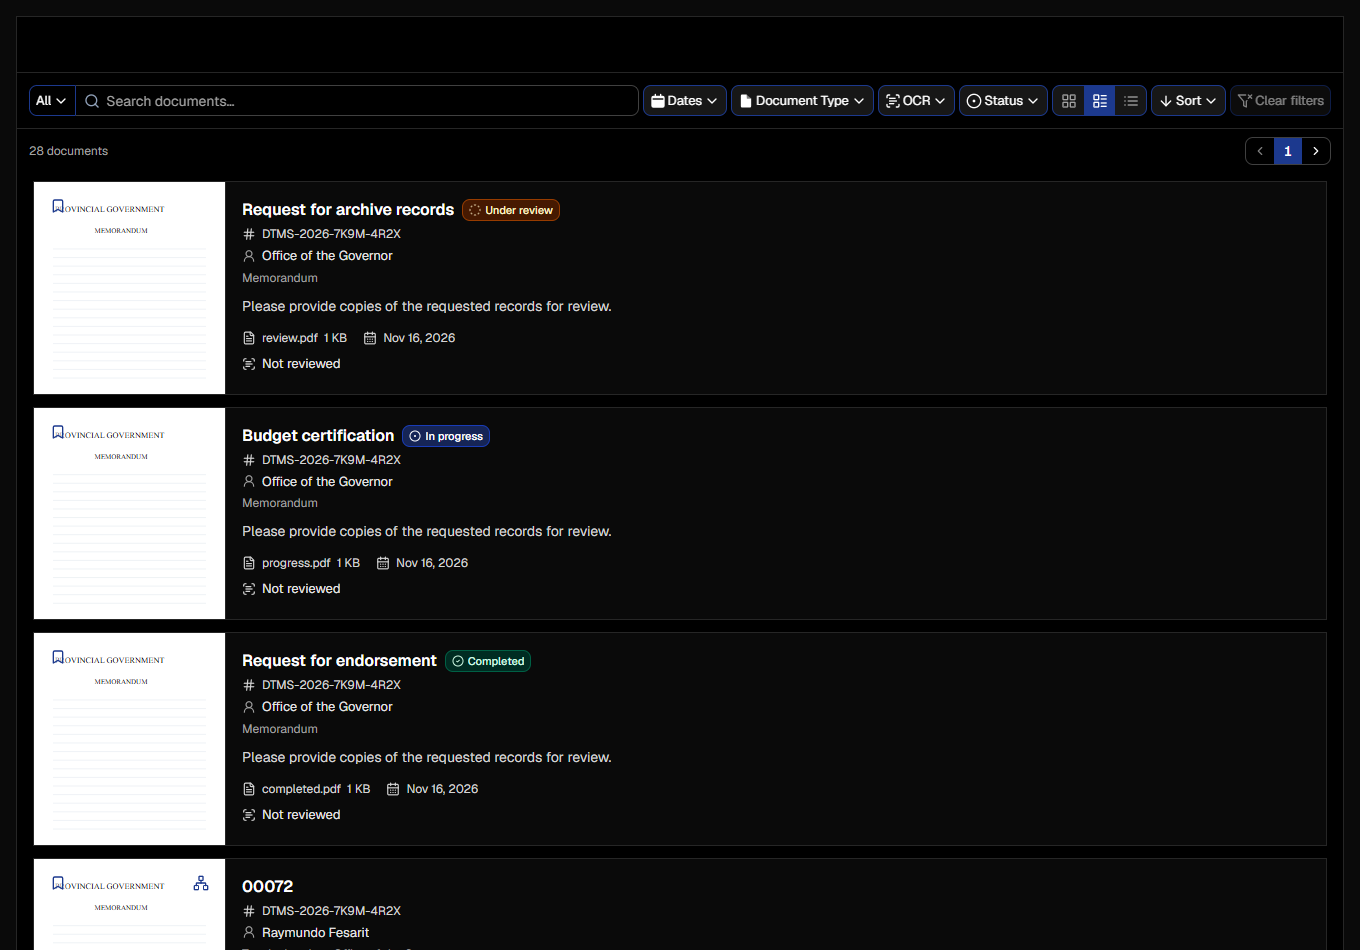 All Search documents... Dates Document Type OCR Status Sort Clear filters
28 documents 1
OVINCIAL GOVERNMENT
MEMORANDUM
Request for archive records Under review
# DTMS-2026-7K9M-4R2X
Office of the Governor
Memorandum
Please provide copies of the requested records for review.
review.pdf 1 KB Nov 16, 2026
Not reviewed
OVINCIAL GOVERNMENT
MEMORANDUM
Budget certification In progress
# DTMS-2026-7K9M-4R2X
Office of the Governor
Memorandum
Please provide copies of the requested records for review.
progress.pdf 1 KB Nov 16, 2026
Not reviewed
OVINCIAL GOVERNMENT
MEMORANDUM
Request for endorsement Completed
# DTMS-2026-7K9M-4R2X
Office of the Governor
Memorandum
Please provide copies of the requested records for review.
completed.pdf 1 KB Nov 16, 2026
Not reviewed
OVINCIAL GOVERNMENT
MEMORANDUM
00072
# DTMS-2026-7K9M-4R2X
Raymundo Fesarit